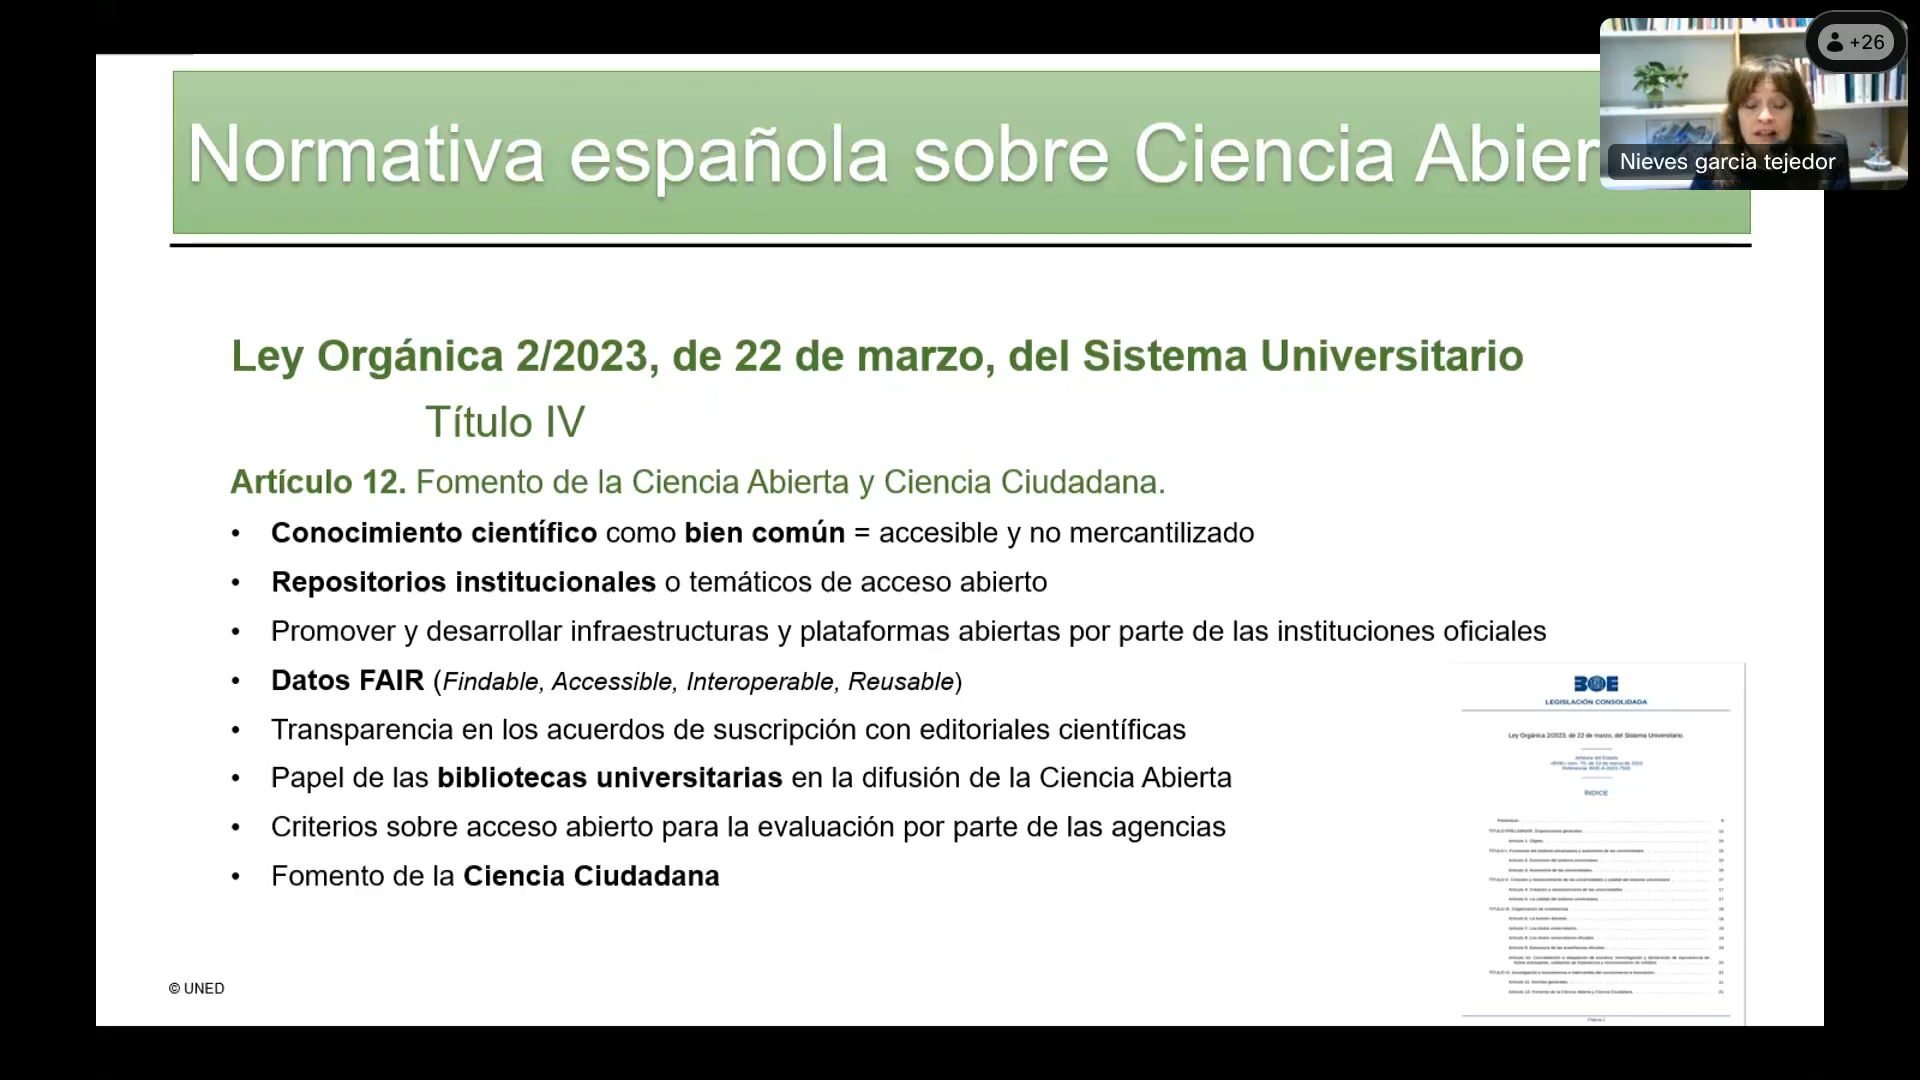 +26
Nieves garcia tejedor
Normativa española sobre Ciencia Abier
Ley Orgánica 2/2023, de 22 de marzo, del Sistema Universitario
Título IV
Artículo 12. Fomento de la Ciencia Abierta y Ciencia Ciudadana.
• Conocimiento científico como bien común = accesible y no mercantilizado
• Repositorios institucionales o temáticos de acceso abierto
• Promover y desarrollar infraestructuras y plataformas abiertas por parte de las instituciones oficiales
• Datos FAIR (Findable, Accessible, Interoperable, Reusable)
• Transparencia en los acuerdos de suscripción con editoriales científicas
• Papel de las bibliotecas universitarias en la difusión de la Ciencia Abierta
• Criterios sobre acceso abierto para la evaluación por parte de las agencias
• Fomento de la Ciencia Ciudadana
BOE
LEGISLACIÓN CONSOLIDADA
Ley Orgánica 2/2023, de 22 de marzo, del Sistema Universitario.
Jefatura del Estado
ÍNDICE
© UNED